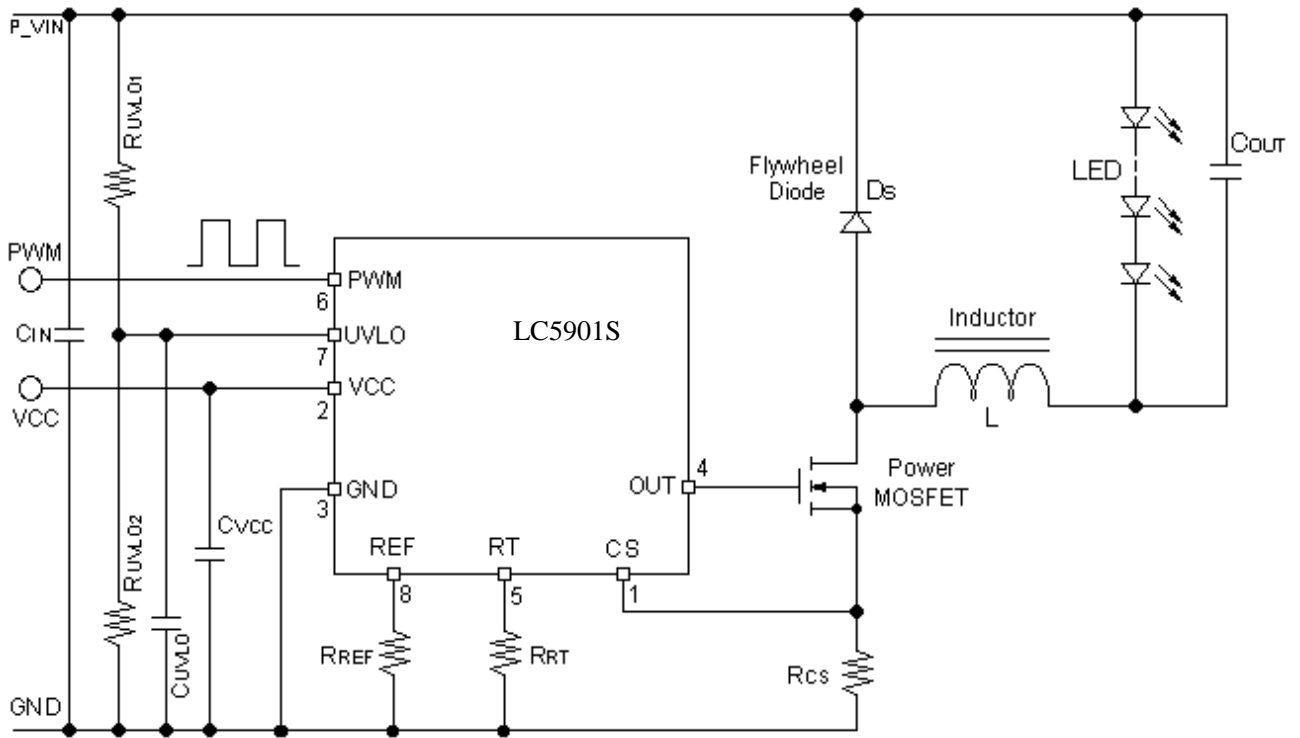 P_VIN
RUVLO1
Flywheel
Diode
DS
LED
COUT
PWM
PWM
6
CIN
UVLO
7
LC5901S
Inductor
VCC
VCC
2
L
GND
3
OUT
4
Power
MOSFET
RUVLO2
CVCC
REF
RT
CS
8
5
1
CUVLO
RREF
RRT
RCS
GND